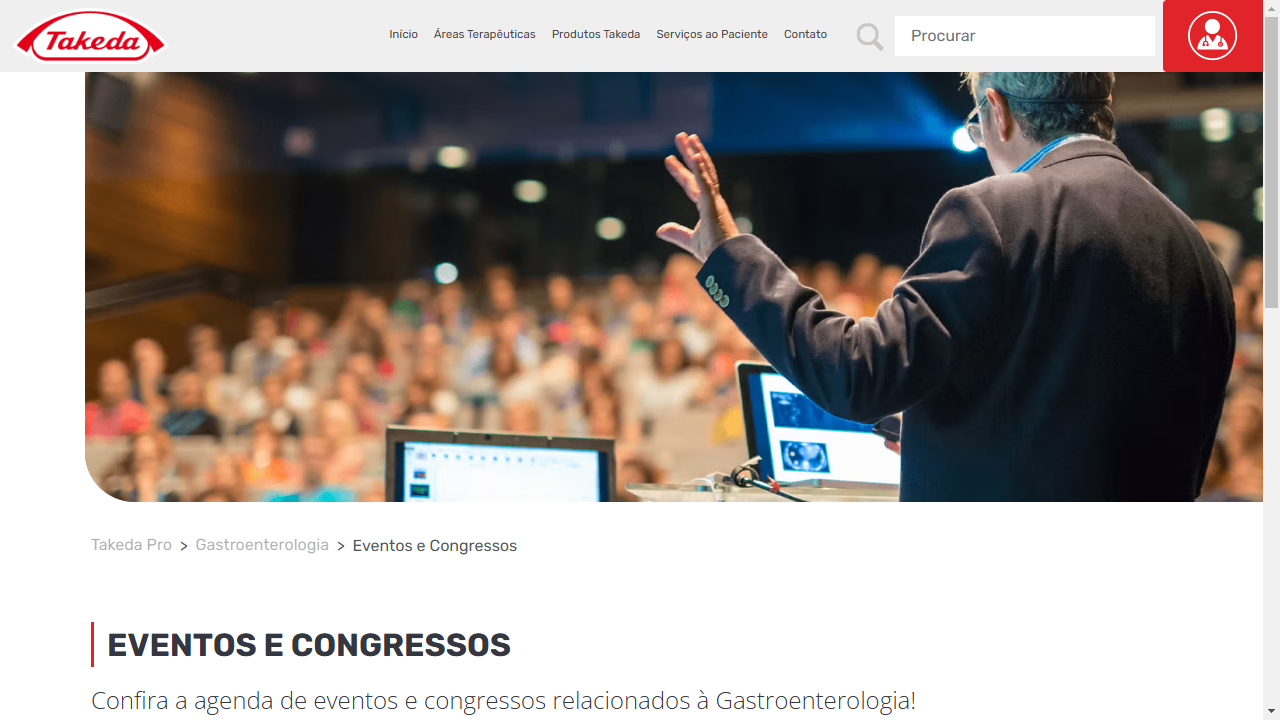 Takeda
Início Áreas Terapêuticas Produtos Takeda Serviços ao Paciente Contato
Procurar
Takeda Pro > Gastroenterologia > Eventos e Congressos
EVENTOS E CONGRESSOS
Confira a agenda de eventos e congressos relacionados à Gastroenterologia!